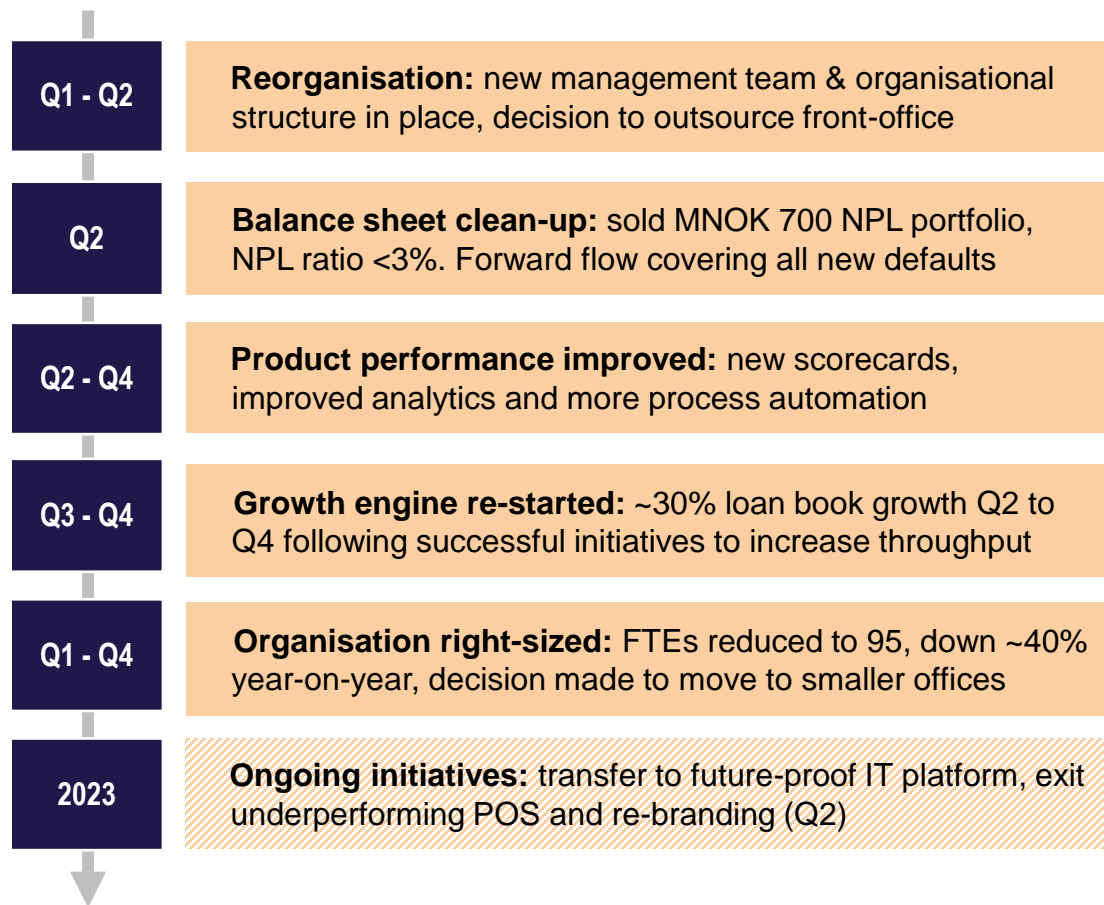 Q1 - Q2
Reorganisation: new management team & organisational
structure in place, decision to outsource front-office
Q2
Balance sheet clean-up: sold MNOK 700 NPL portfolio,
NPL ratio <3%. Forward flow covering all new defaults
Q2 - Q4
Product performance improved: new scorecards,
improved analytics and more process automation
Q3 - Q4
Growth engine re-started: ~30% loan book growth Q2 to
Q4 following successful initiatives to increase throughput
Q1 - Q4
Organisation right-sized: FTEs reduced to 95, down ~40%
year-on-year, decision made to move to smaller offices
2023
Ongoing initiatives: transfer to future-proof IT platform, exit
underperforming POS and re-branding (Q2)